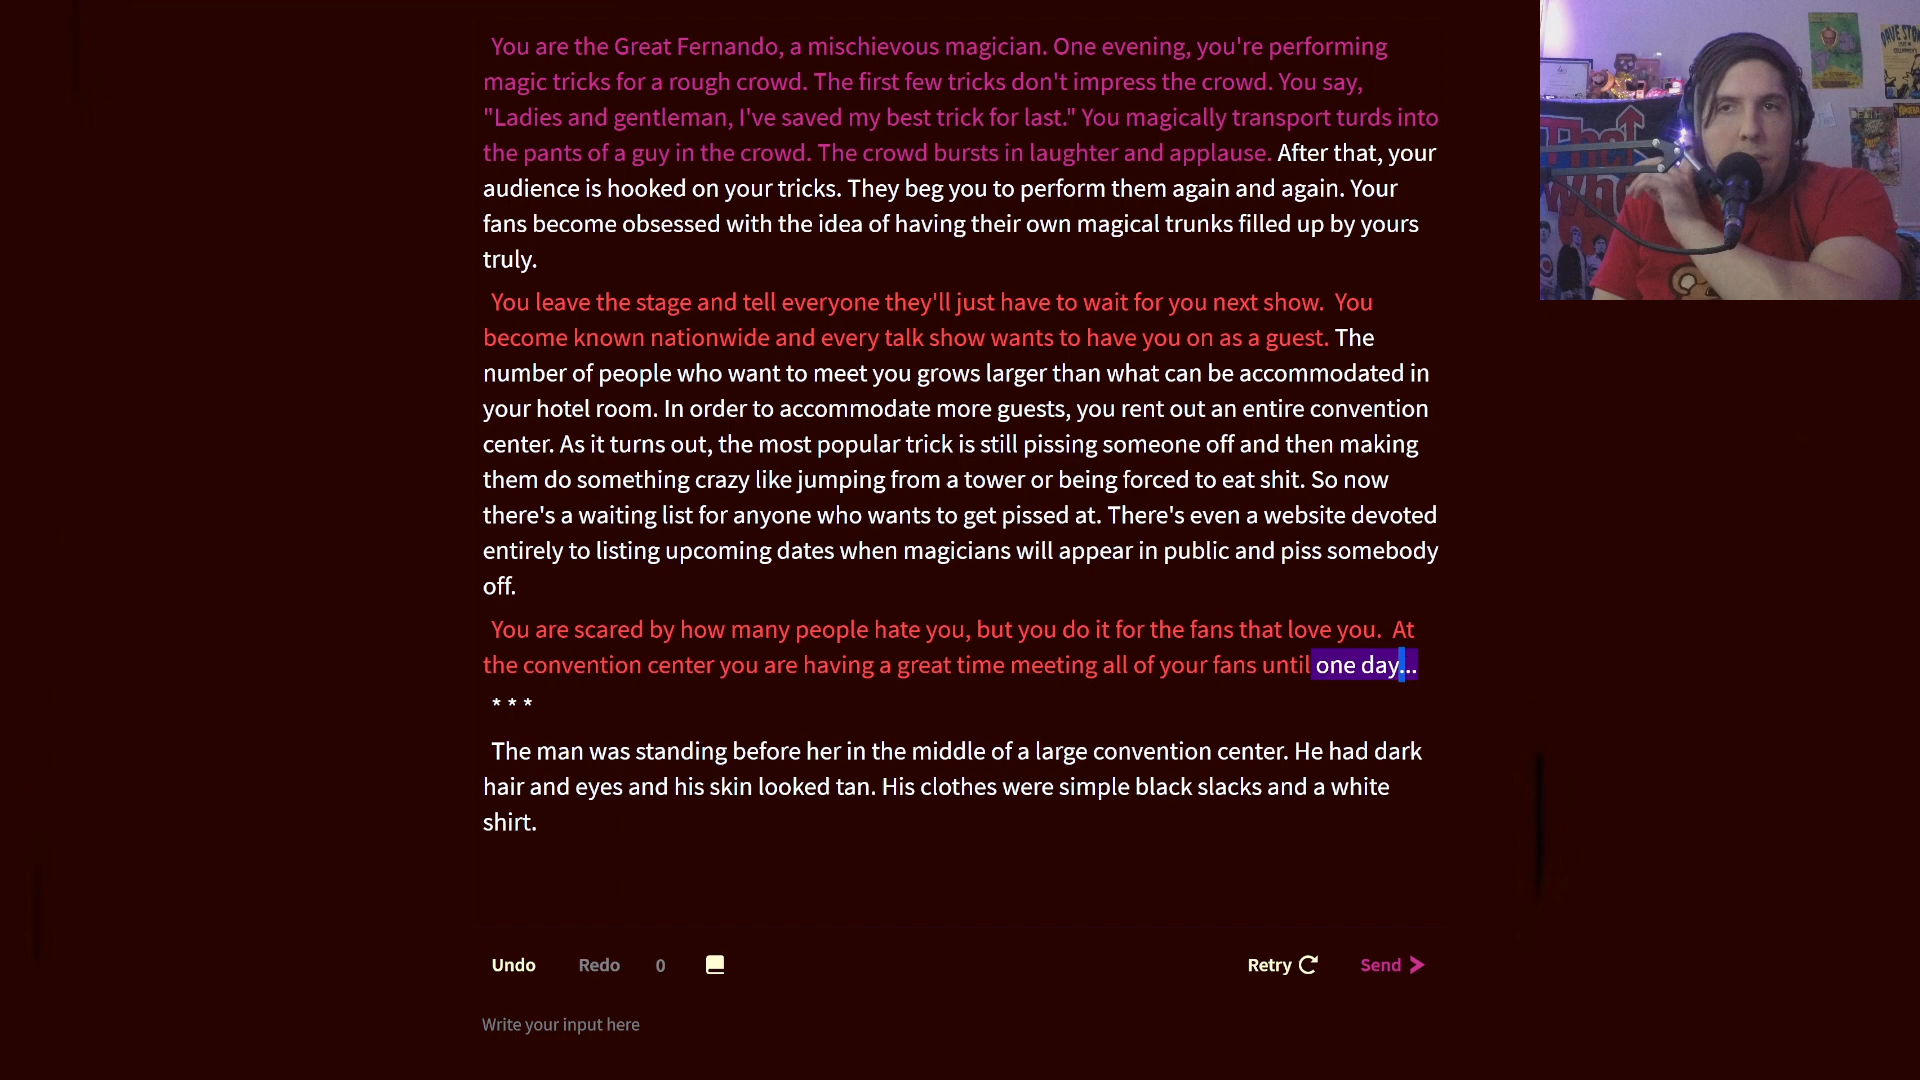 You are the Great Fernando, a mischievous magician. One evening, you're performing
magic tricks for a rough crowd. The first few tricks don't impress the crowd. You say,
"Ladies and gentleman, I've saved my best trick for last." You magically transport turds into
the pants of a guy in the crowd. The crowd bursts in laughter and applause. After that, your
audience is hooked on your tricks. They beg you to perform them again and again. Your
fans become obsessed with the idea of having their own magical trunks filled up by yours
truly.
You leave the stage and tell everyone they'll just have to wait for you next show.  You
become known nationwide and every talk show wants to have you on as a guest. The
number of people who want to meet you grows larger than what can be accommodated in
your hotel room. In order to accommodate more guests, you rent out an entire convention
center. As it turns out, the most popular trick is still pissing someone off and then making
them do something crazy like jumping from a tower or being forced to eat shit. So now
there's a waiting list for anyone who wants to get pissed at. There's even a website devoted
entirely to listing upcoming dates when magicians will appear in public and piss somebody
off.
You are scared by how many people hate you, but you do it for the fans that love you.  At
the convention center you are having a great time meeting all of your fans until one day...
* * *
The man was standing before her in the middle of a large convention center. He had dark
hair and eyes and his skin looked tan. His clothes were simple black slacks and a white
shirt.
Undo Redo 0 Retry Send
Write your input here
The
Who